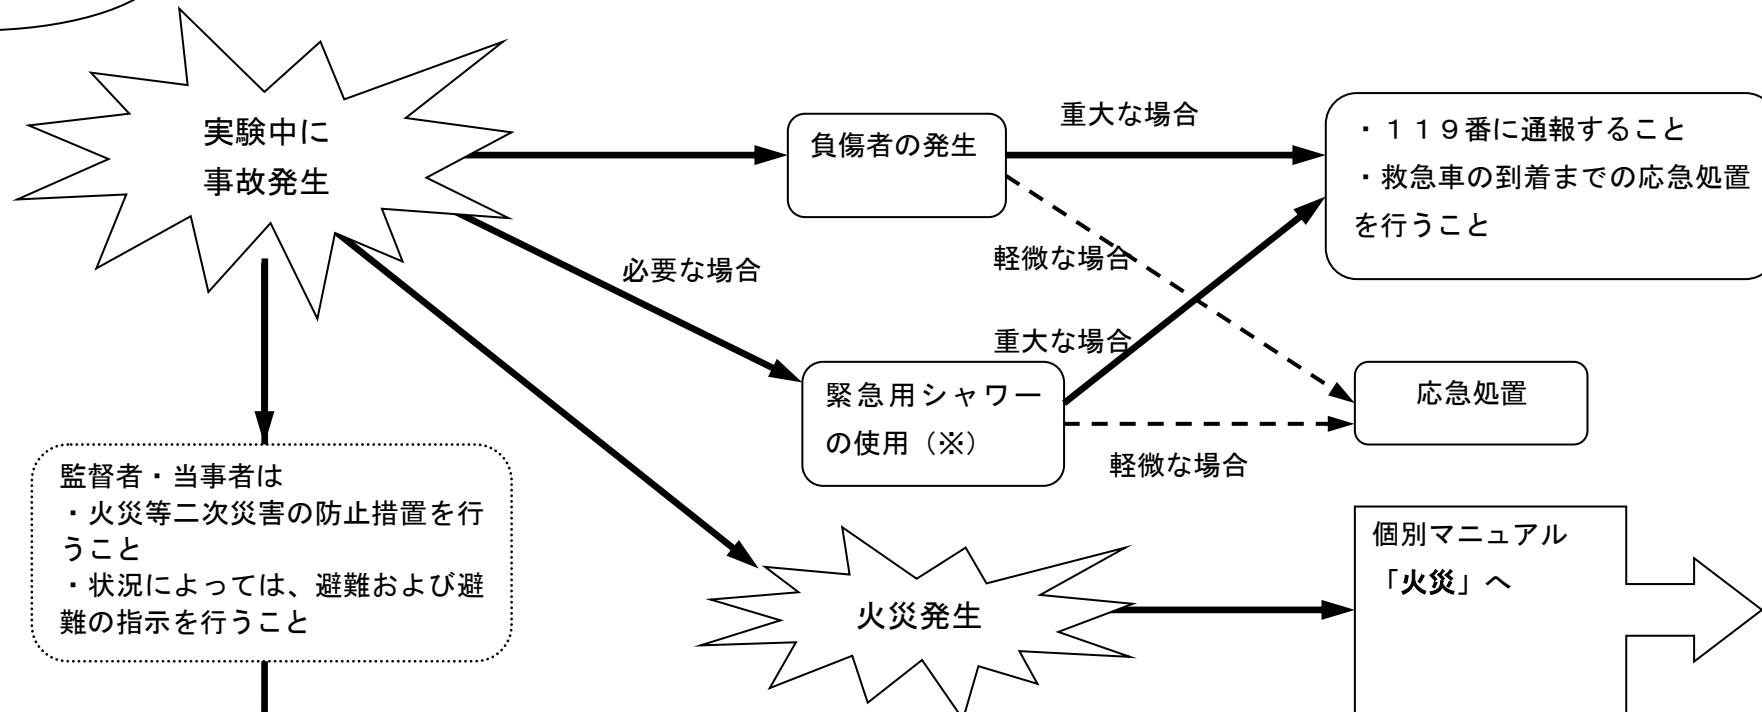 実験中に
事故発生
負傷者の発生
重大な場合
・１１９番に通報すること
・救急車の到着までの応急処置
を行うこと
必要な場合
軽微な場合
重大な場合
緊急用シャワー
の使用（※）
応急処置
軽微な場合
監督者・当事者は
・火災等二次災害の防止措置を行
うこと
・状況によっては、避難および避
難の指示を行うこと
火災発生
個別マニュアル
「火災」へ